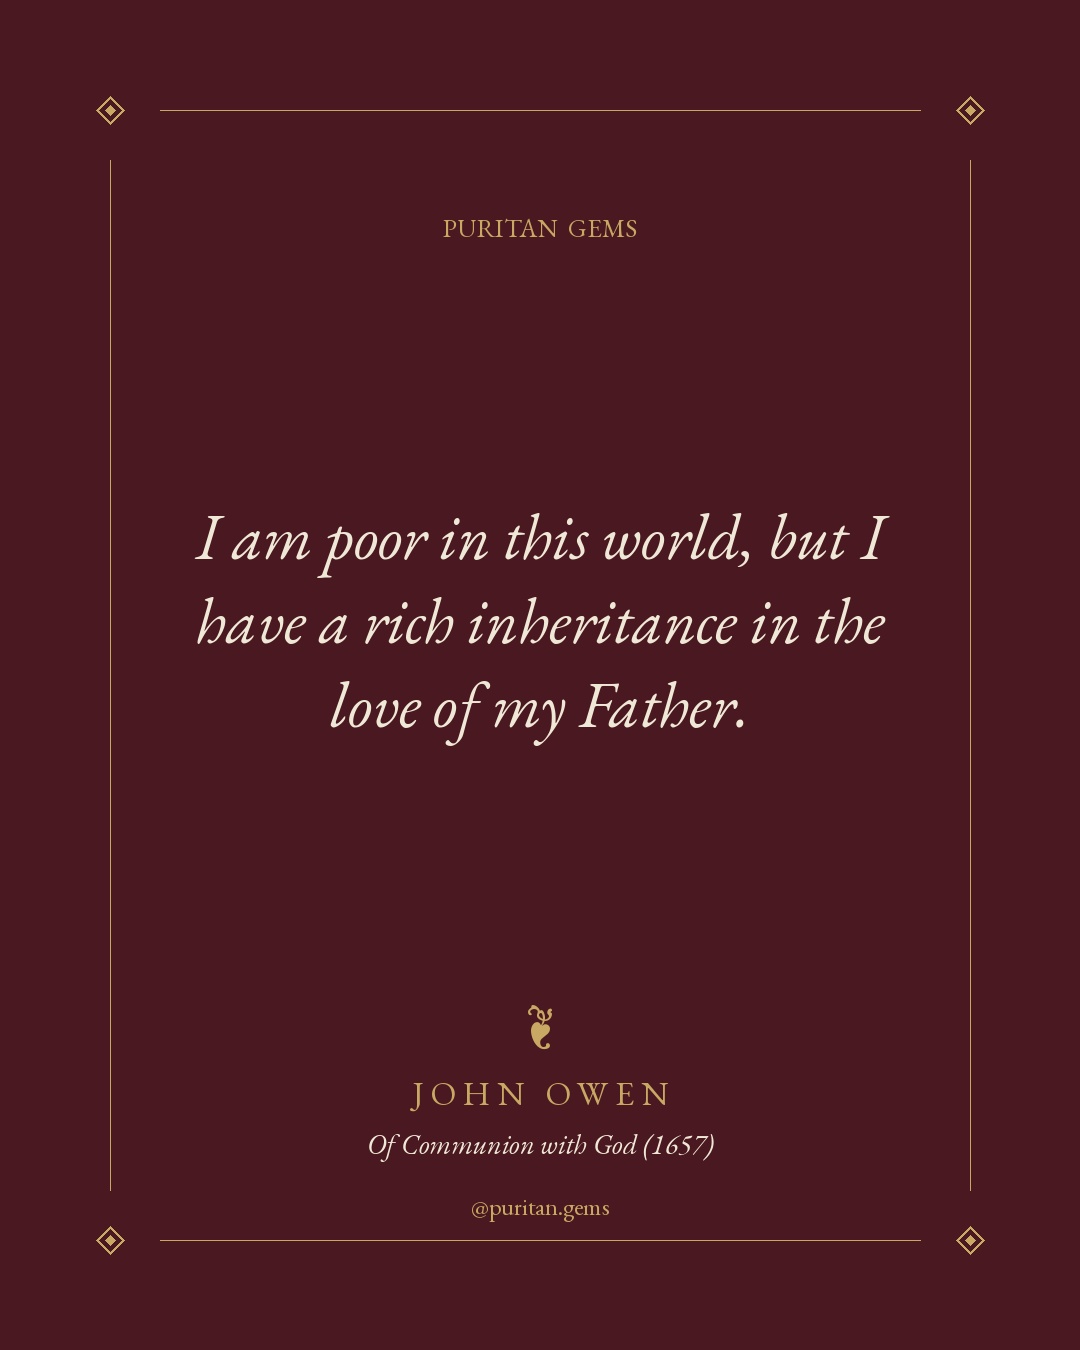 PURITAN GEMS
I am poor in this world, but I
have a rich inheritance in the
love of my Father.
JOHN OWEN
Of Communion with God (1657)
@puritan.gems